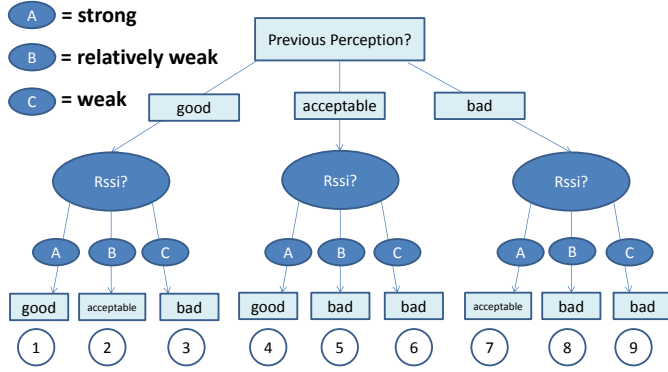 A = strong
B = relatively weak
C = weak
Previous Perception?
good acceptable bad
Rssi? Rssi? Rssi?
A B C A B C A B C
good acceptable bad good bad bad acceptable bad bad
1 2 3 4 5 6 7 8 9